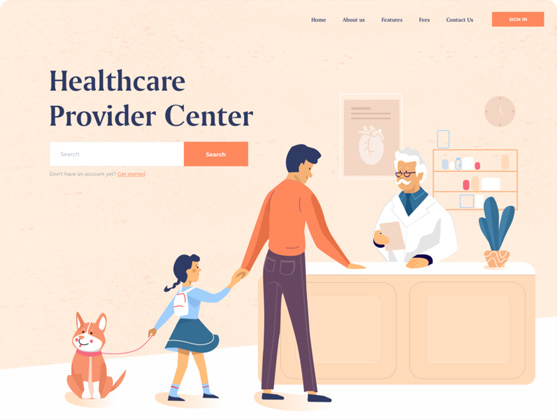 Home About us Features Fees Contact Us SIGN IN
Healthcare
Provider Center
Search Search
Don't have an account yet? Get started